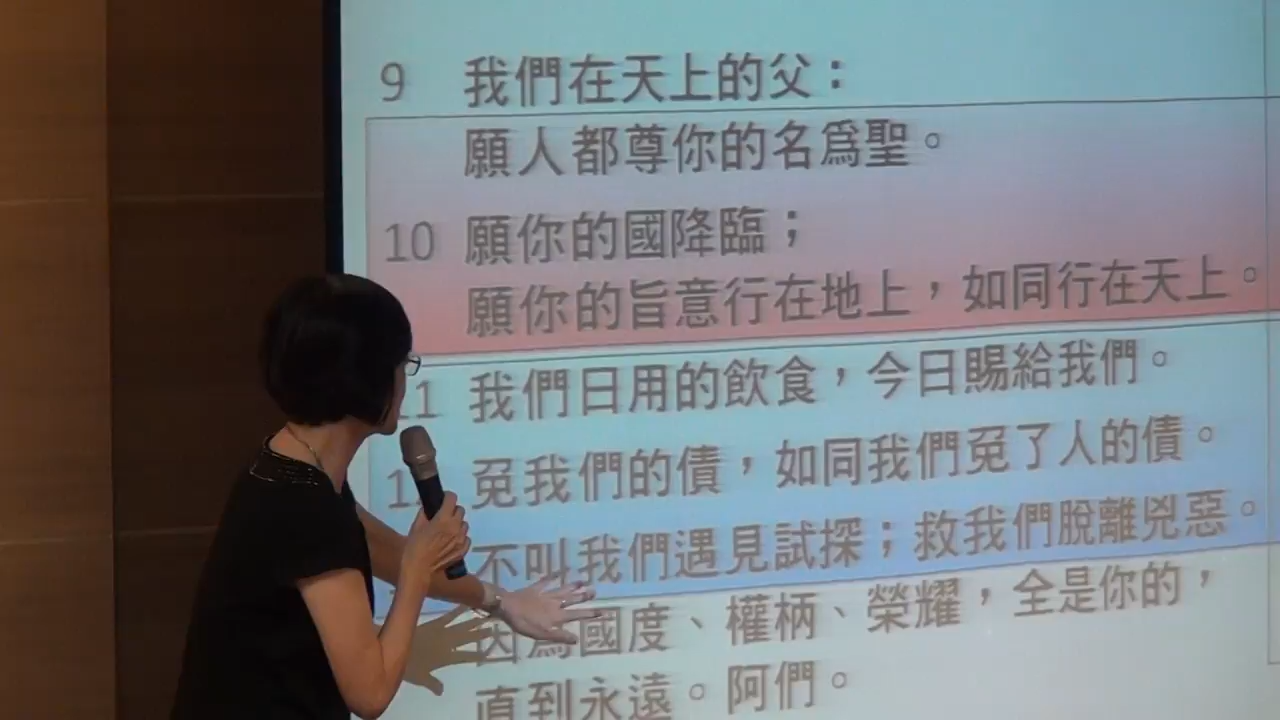 9 我們在天上的父：
願人都尊你的名爲聖。
10 願你的國降臨；
願你的旨意行在地上，如同行在天上。
11 我們日用的飲食，今日賜給我們。
免我們的債，如同我們免了人的債。
不叫我們遇見試探；救我們脫離兇惡。
因爲國度、權柄、榮耀，全是你的，
直到永遠。阿們。